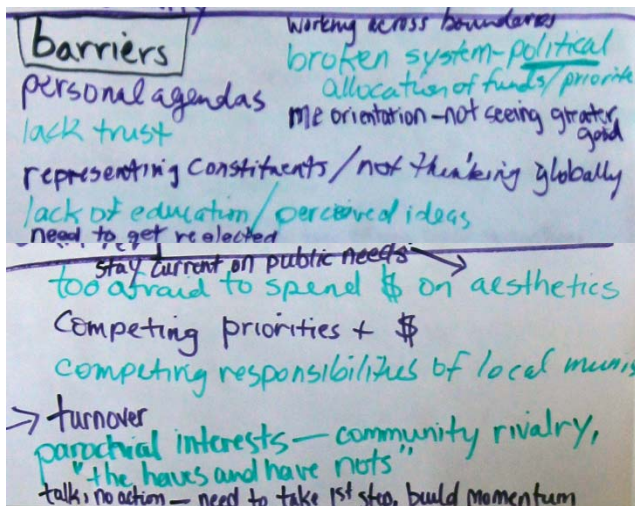 barriers
personal agendas
lack trust
working across boundaries
broken system-political
allocation of funds/
me orientation-not seeing greater
good
representing constituents/not thinking globally
lack of education/perceived ideas
need to get reelected
stay current on public needs
too afraid to spend $ on aesthetics
competing priorities + $
competing responsibilities of local
→ turnover
parochial interests - community rivalry,
"the haves and have nots"
talk, no action - need to take 1st step, build momentum